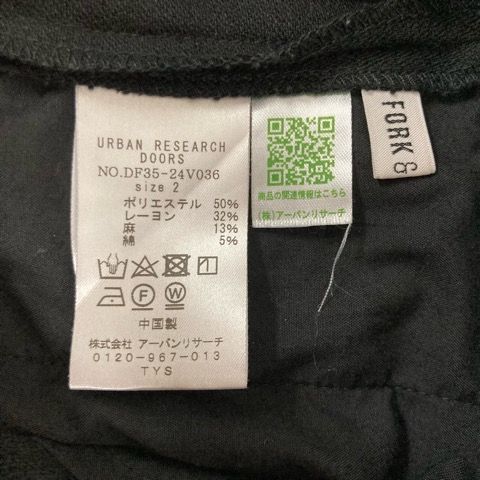 URBAN RESEARCH
DOORS
NO.DF35-24V036
size 2
ポリエステル 50%
レーヨン 32%
麻 13%
綿 5%
F W
中国製
株式会社 アーバンリサーチ
0120-967-013
TYS
商品の関連情報はこちら
(株)アーバンリサーチ
FORK &